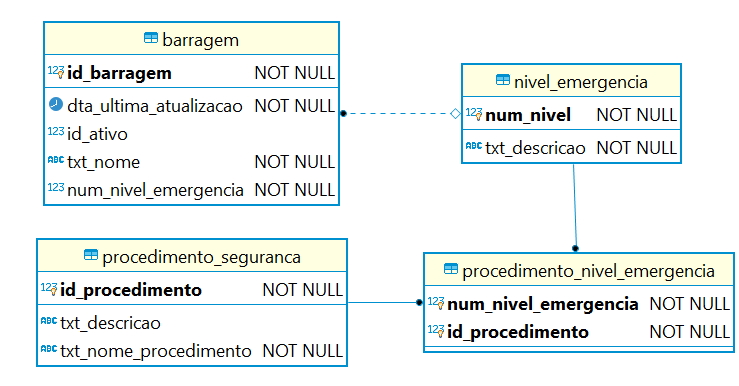 barragem
123 id_barragem NOT NULL
dta_ultima_atualizacao NOT NULL
123 id_ativo
ABC txt_nome NOT NULL
123 num_nivel_emergencia NOT NULL
nivel_emergencia
123 num_nivel NOT NULL
ABC txt_descricao NOT NULL
procedimento_seguranca
123 id_procedimento NOT NULL
ABC txt_descricao
ABC txt_nome_procedimento NOT NULL
procedimento_nivel_emergencia
123 num_nivel_emergencia NOT NULL
123 id_procedimento NOT NULL